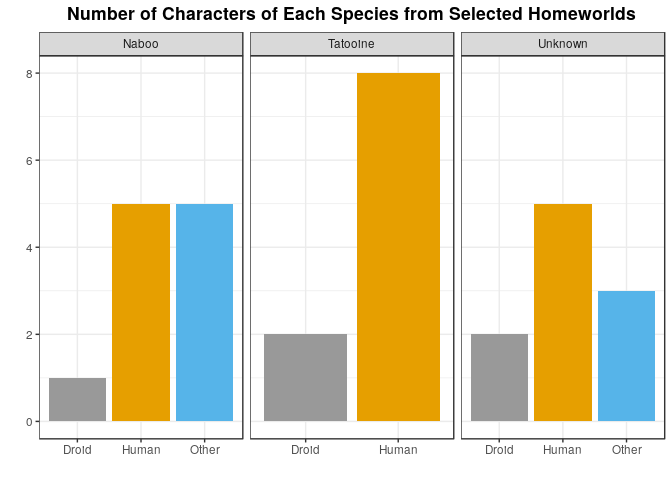 Number of Characters of Each Species from Selected Homeworlds
Naboo Tatooine Unknown
8
6
4
2
0
Droid Human Other Droid Human Droid Human Other